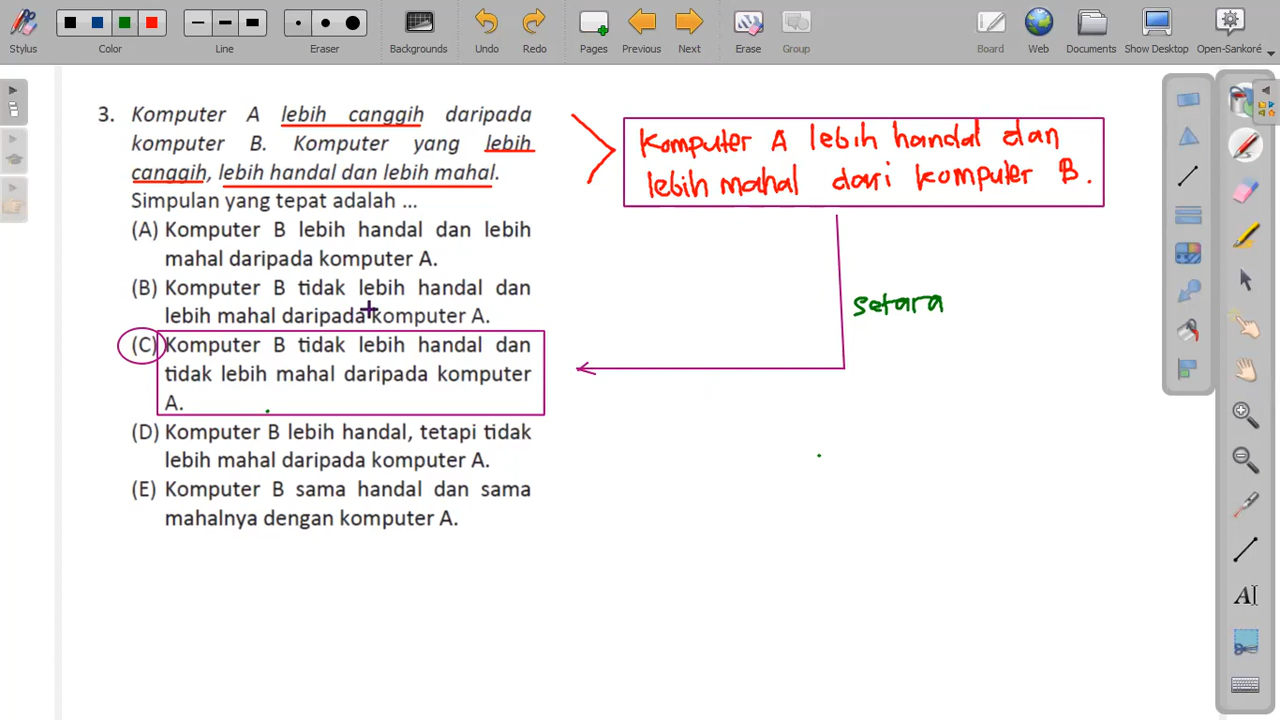 Stylus
Color
Line
Eraser
Backgrounds
Undo
Redo
Pages
Previous
Next
Erase
Group
Board
Web
Documents
Show Desktop
Open-Sankoré
3. Komputer A lebih canggih daripada
komputer B. Komputer yang lebih
canggih, lebih handal dan lebih mahal.
Simpulan yang tepat adalah ...
(A) Komputer B lebih handal dan lebih
mahal daripada komputer A.
(B) Komputer B tidak lebih handal dan
lebih mahal daripada komputer A.
(C) Komputer B tidak lebih handal dan
tidak lebih mahal daripada komputer
A.
(D) Komputer B lebih handal, tetapi tidak
lebih mahal daripada komputer A.
(E) Komputer B sama handal dan sama
mahalnya dengan komputer A.
Komputer A lebih handal dan
lebih mahal dari komputer B.
setara